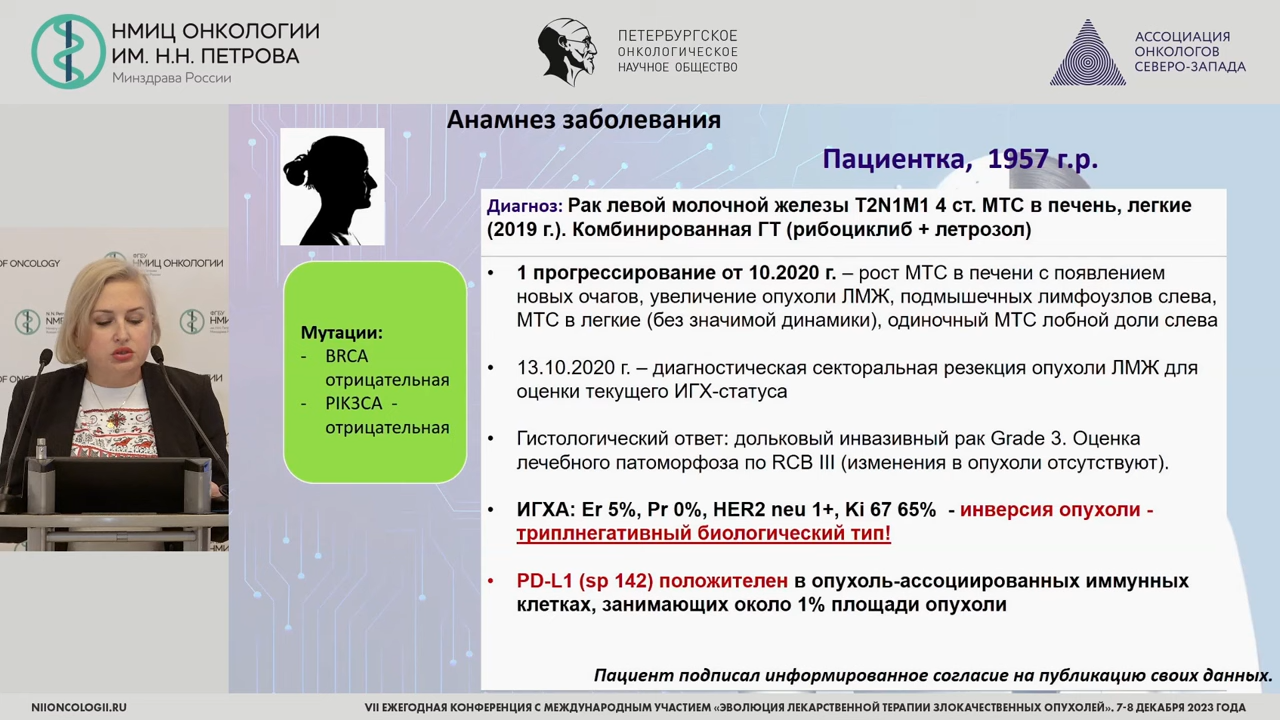 НМИЦ ОНКОЛОГИИ
ИМ. Н.Н. ПЕТРОВА
Минздрава России
ПЕТЕРБУРГСКОЕ
ОНКОЛОГИЧЕСКОЕ
НАУЧНОЕ ОБЩЕСТВО
АССОЦИАЦИЯ
ОНКОЛОГОВ
СЕВЕРО-ЗАПАДА
Анамнез заболевания
Пациентка, 1957 г.р.
Диагноз: Рак левой молочной железы T2N1M1 4 ст. МТС в печень, легкие
(2019 г.). Комбинированная ГТ (рибоциклиб + летрозол)
• 1 прогрессирование от 10.2020 г. – рост МТС в печени с появлением
новых очагов, увеличение опухоли ЛМЖ, подмышечных лимфоузлов слева,
МТС в легкие (без значимой динамики), одиночный МТС лобной доли слева
• 13.10.2020 г. – диагностическая секторальная резекция опухоли ЛМЖ для
оценки текущего ИГХ-статуса
• Гистологический ответ: дольковый инвазивный рак Grade 3. Оценка
лечебного патоморфоза по RCB III (изменения в опухоли отсутствуют).
• ИГХА: Er 5%, Pr 0%, HER2 neu 1+, Ki 67 65% - инверсия опухоли -
триплнегативный биологический тип!
• PD-L1 (sp 142) положителен в опухоль-ассоциированных иммунных
клетках, занимающих около 1% площади опухоли
Мутации:
- BRCA
отрицательная
- PIK3CA -
отрицательная
Пациент подписал информированное согласие на публикацию своих данных.
OF ONCOLOGY
ФГБУ
НМИЦ ОНКОЛОГИИ
NIIONCOLOGII.RU
VII ЕЖЕГОДНАЯ КОНФЕРЕНЦИЯ С МЕЖДУНАРОДНЫМ УЧАСТИЕМ «ЭВОЛЮЦИЯ ЛЕКАРСТВЕННОЙ ТЕРАПИИ ЗЛОКАЧЕСТВЕННЫХ ОПУХОЛЕЙ». 7-8 ДЕКАБРЯ 2023 ГОДА